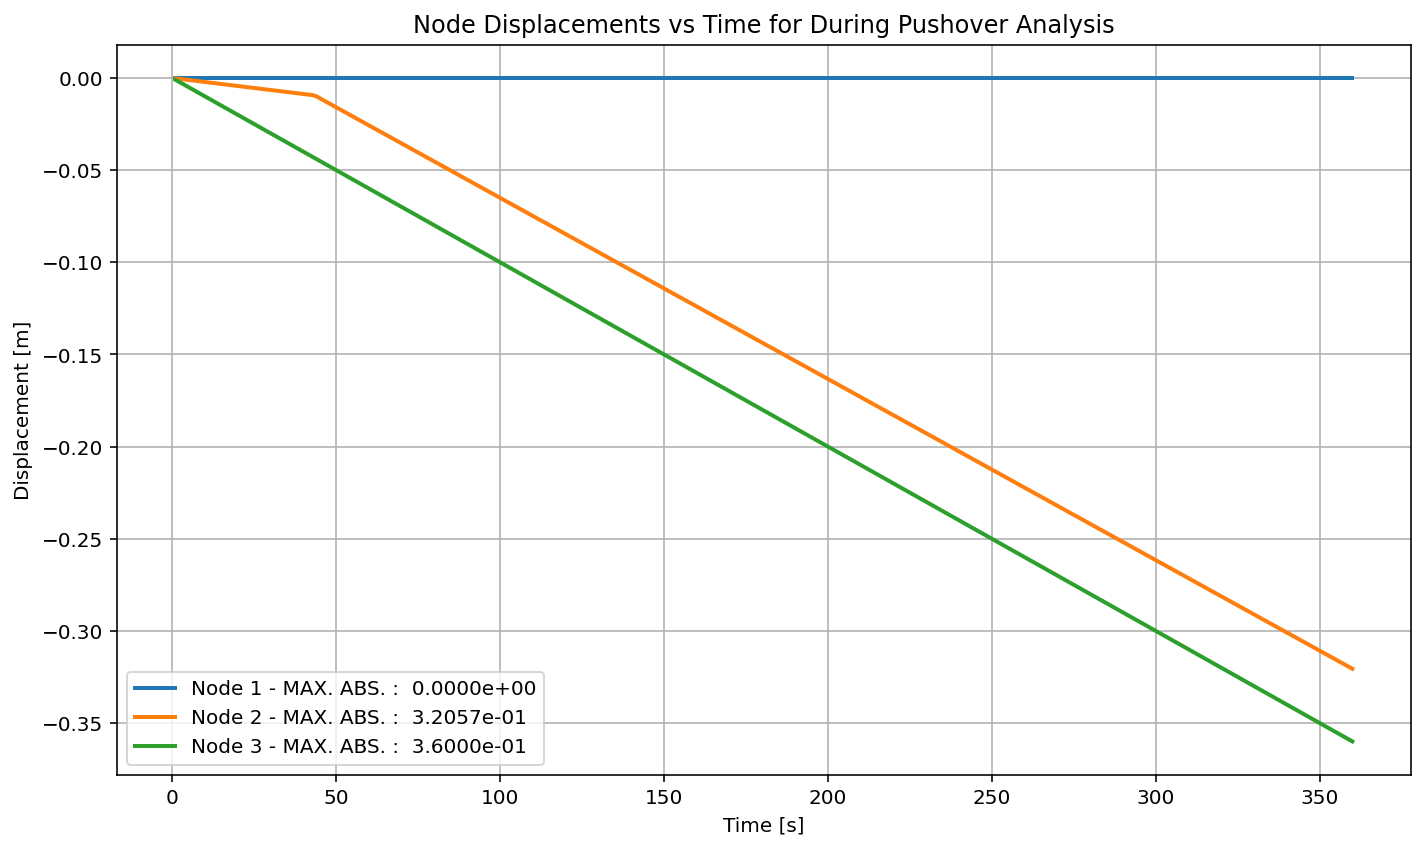 Node Displacements vs Time for During Pushover Analysis
0.00
−0.05
−0.10
−0.15
−0.20
−0.25
−0.30
−0.35
Displacement [m]
Node 1 - MAX. ABS. :  0.0000e+00
Node 2 - MAX. ABS. :  3.2057e-01
Node 3 - MAX. ABS. :  3.6000e-01
0 50 100 150 200 250 300 350
Time [s]